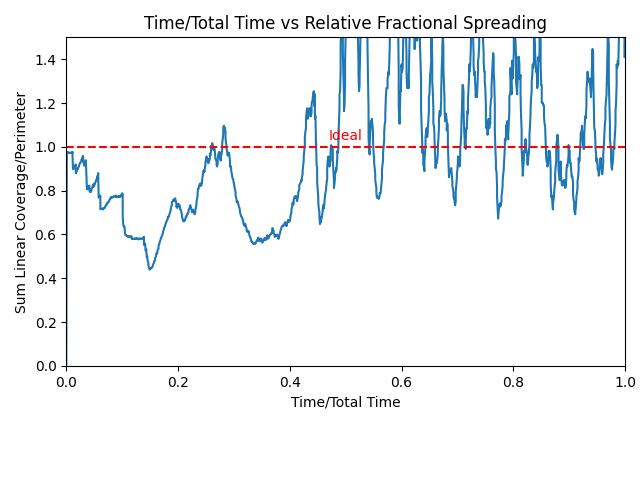 Time/Total Time vs Relative Fractional Spreading
1.4
1.2
1.0
0.8
0.6
0.4
0.2
0.0
Sum Linear Coverage/Perimeter
Ideal
0.0 0.2 0.4 0.6 0.8 1.0
Time/Total Time